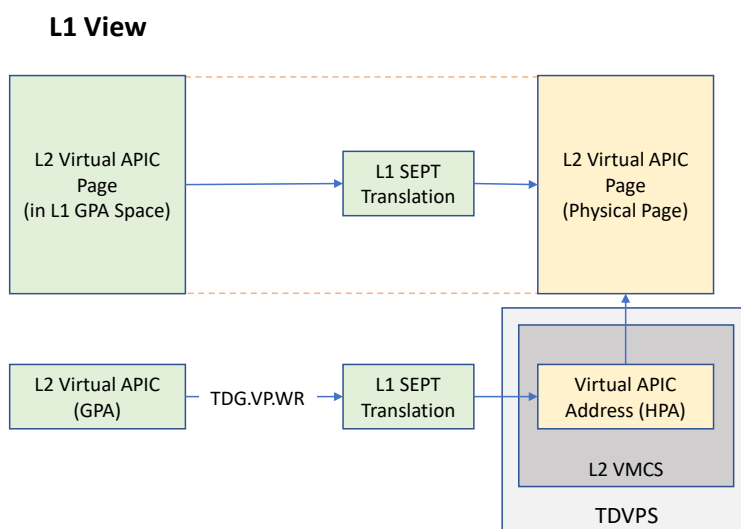 L1 View
L2 Virtual APIC
Page
(in L1 GPA Space)
L1 SEPT
Translation
L2 Virtual APIC
Page
(Physical Page)
L2 Virtual APIC
(GPA)
TDG.VP.WR
L1 SEPT
Translation
Virtual APIC
Address (HPA)
L2 VMCS
TDVPS